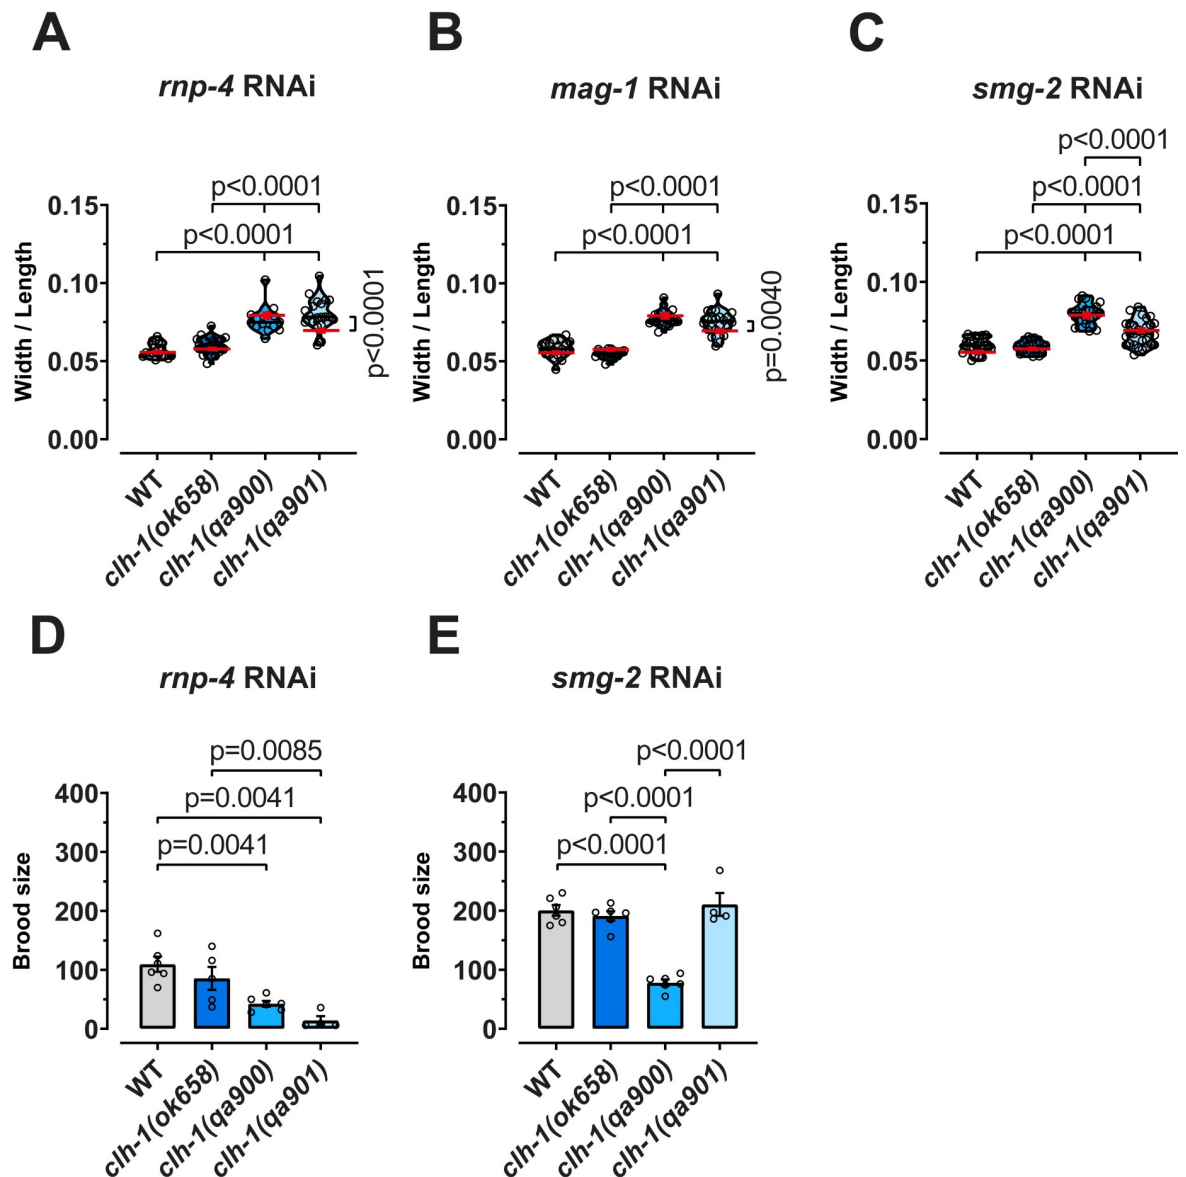 A
rnp-4 RNAi
p<0.0001
p<0.0001
p<0.0001
Width / Length
0.15
0.10
0.05
0.00
WT
clh-1(ok658)
clh-1(qa900)
clh-1(qa901)
B
mag-1 RNAi
p<0.0001
p<0.0001
p=0.0040
Width / Length
0.15
0.10
0.05
0.00
WT
clh-1(ok658)
clh-1(qa900)
clh-1(qa901)
C
smg-2 RNAi
p<0.0001
p<0.0001
p<0.0001
Width / Length
0.15
0.10
0.05
0.00
WT
clh-1(ok658)
clh-1(qa900)
clh-1(qa901)
D
rnp-4 RNAi
p=0.0085
p=0.0041
p=0.0041
Brood size
400
300
200
100
0
WT
clh-1(ok658)
clh-1(qa900)
clh-1(qa901)
E
smg-2 RNAi
p<0.0001
p<0.0001
p<0.0001
Brood size
400
300
200
100
0
WT
clh-1(ok658)
clh-1(qa900)
clh-1(qa901)